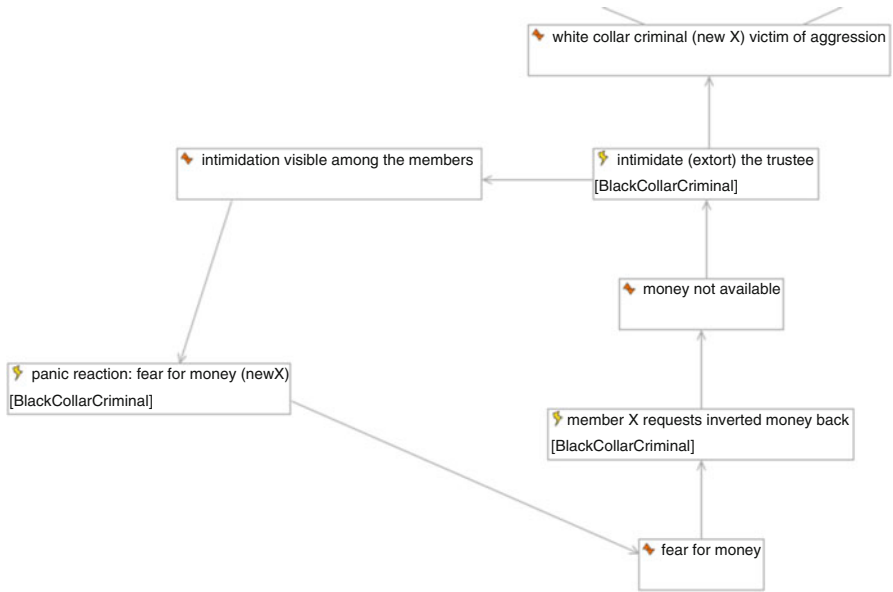 white collar criminal (new X) victim of aggression
intimidation visible among the members
intimidate (extort) the trustee
[BlackCollarCriminal]
money not available
panic reaction: fear for money (newX)
[BlackCollarCriminal]
member X requests inverted money back
[BlackCollarCriminal]
fear for money